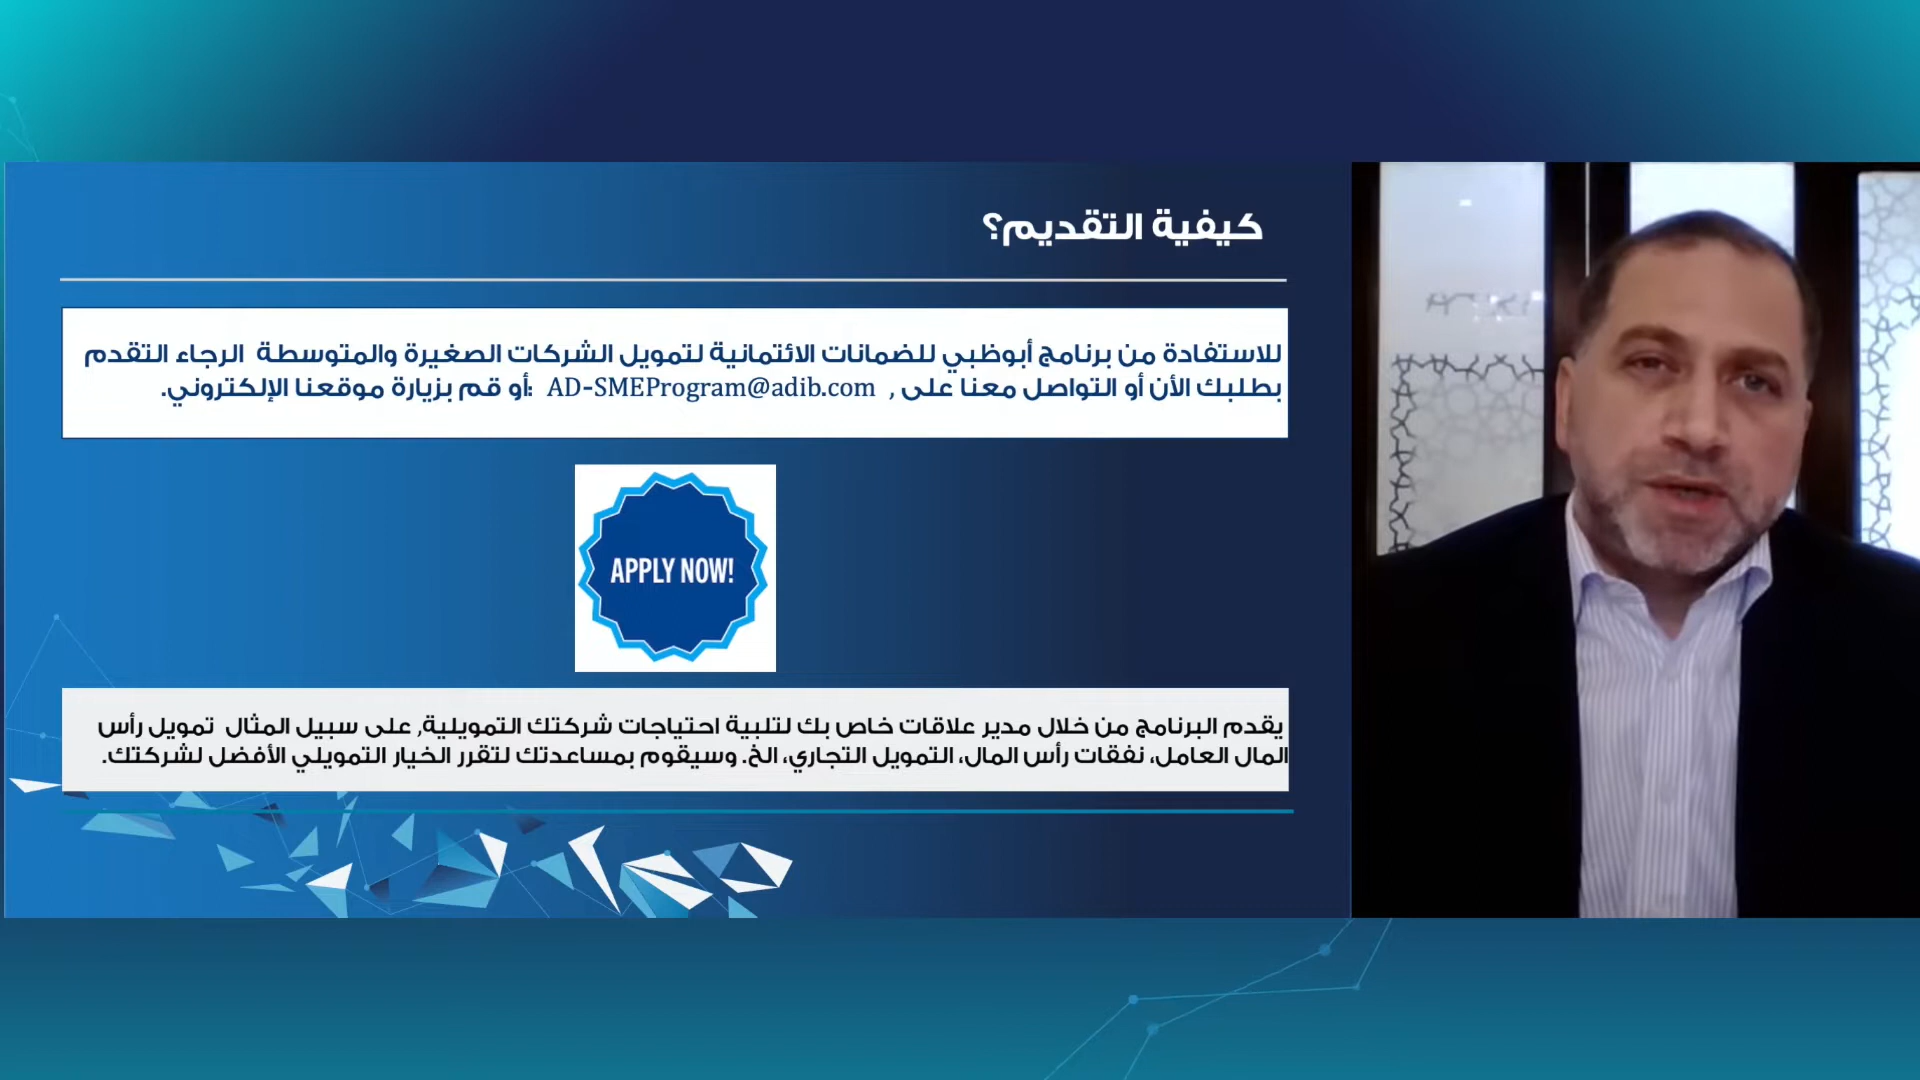 كيفية التقديم؟
للاستفادة من برنامج أبوظبي للضمانات الائتمانية لتمويل الشركات الصغيرة والمتوسطة الرجاء التقدم
بطلبك الأن أو التواصل معنا على , AD-SMEProgram@adib.com :أو قم بزيارة موقعنا الإلكتروني.
APPLY NOW!
يقدم البرنامج من خلال مدير علاقات خاص بك لتلبية احتياجات شركتك التمويلية, على سبيل المثال تمويل رأس
المال العامل، نفقات رأس المال، التمويل التجاري، الخ. وسيقوم بمساعدتك لتقرر الخيار التمويلي الأفضل لشركتك.